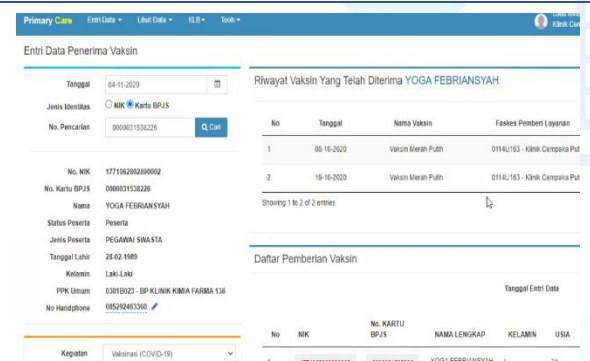 Primary Care Entri Data Lihat Data KLB Tools
Klinik Cem
Entri Data Penerima Vaksin
Tanggal 04-11-2020
Jenis Identitas NIK Kartu BPJS
No. Pencarian 0000031538226 Cari
No. NIK 1771062802890002
No. Kartu BPJS 0000031538226
Nama YOGA FEBRIANSYAH
Status Peserta Peserta
Jenis Peserta PEGAWAI SWASTA
Tanggal Lahir 28-02-1989
Kelamin Laki-Laki
PPK Umum 0301B023 - BP KLINIK KIMIA FARMA 136
No Handphone 085292463360
Kegiatan Vaksinasi (COVID-19)
Riwayat Vaksin Yang Telah Diterima YOGA FEBRIANSYAH
No Tanggal Nama Vaksin Faskes Pemberi Layanan
1 08-10-2020 Vaksin Merah Putih 0114U163 - Klinik Cempaka Put
2 19-10-2020 Vaksin Merah Putih 0114U163 - Klinik Cempaka Put
Showing 1 to 2 of 2 entries
Daftar Pemberian Vaksin
Tanggal Entri Data
No NIK No. KARTU BPJS NAMA LENGKAP KELAMIN USIA
YOGA FEBRIANSYAH